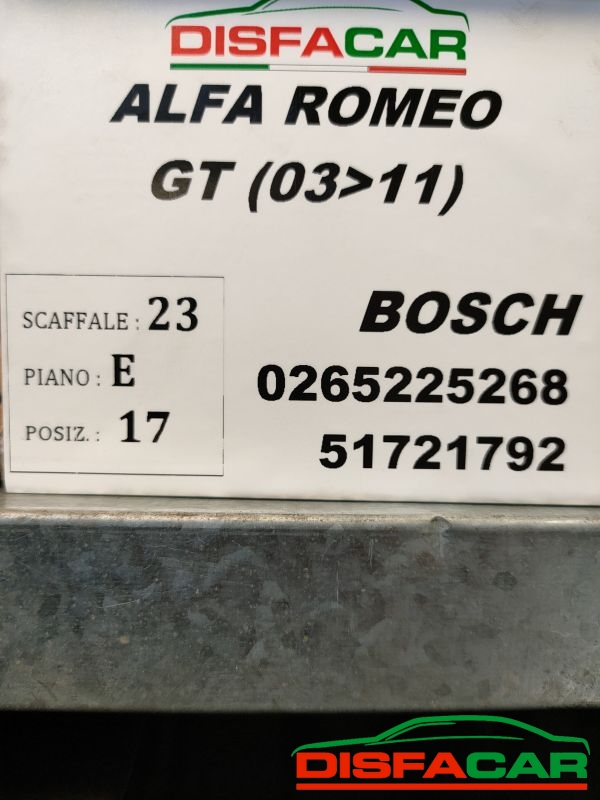 DISFACAR
ALFA ROMEO
GT (03>11)
SCAFFALE : 23
PIANO : E
POSIZ. : 17
BOSCH
0265225268
51721792
DISFACAR